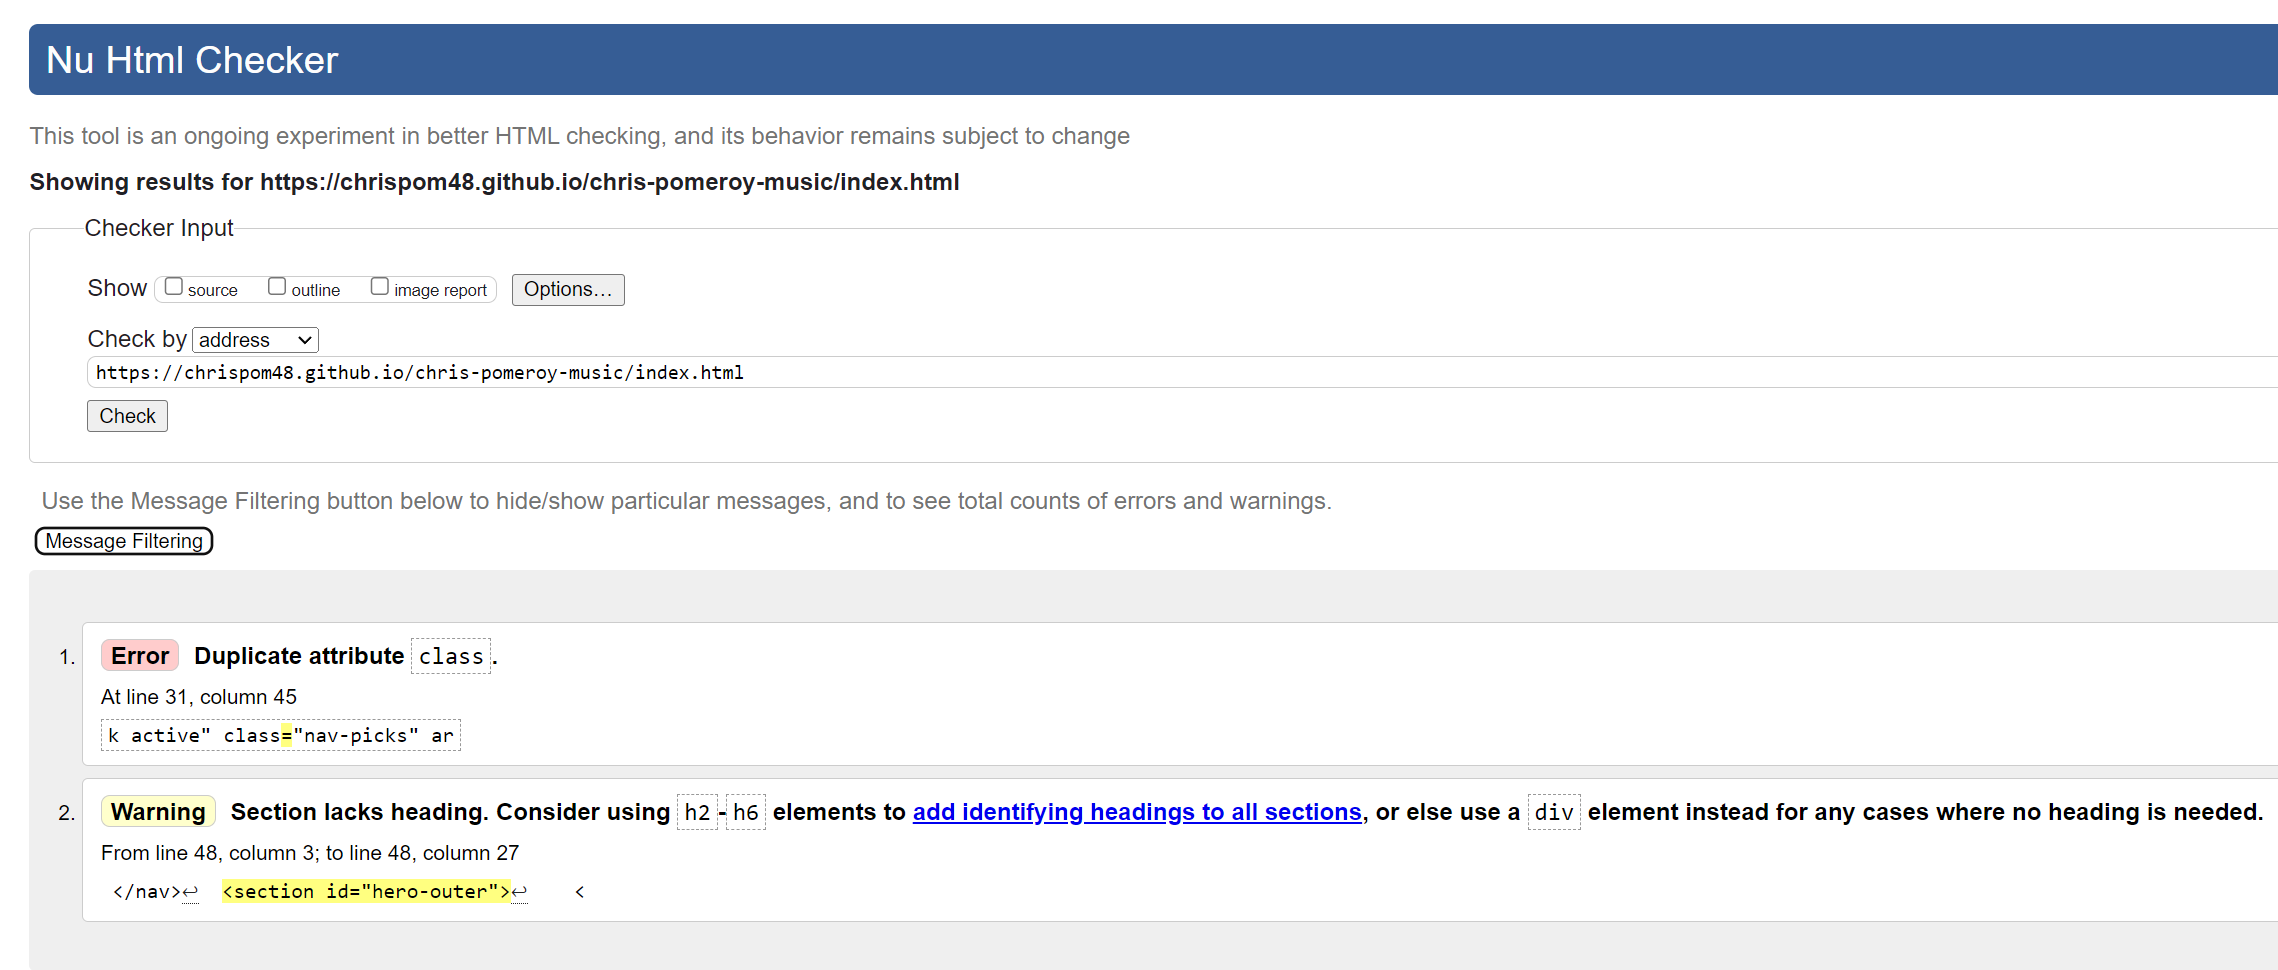 Nu Html Checker
This tool is an ongoing experiment in better HTML checking, and its behavior remains subject to change
Showing results for https://chrispom48.github.io/chris-pomeroy-music/index.html
Checker Input
Show source outline image report Options...
Check by address
https://chrispom48.github.io/chris-pomeroy-music/index.html
Check
Use the Message Filtering button below to hide/show particular messages, and to see total counts of errors and warnings.
Message Filtering
1. Error Duplicate attribute class.
At line 31, column 45
k active" class="nav-picks" ar
2. Warning Section lacks heading. Consider using h2-h6 elements to add identifying headings to all sections, or else use a div element instead for any cases where no heading is needed.
From line 48, column 3; to line 48, column 27
</nav>↩ <section id="hero-outer">↩ <